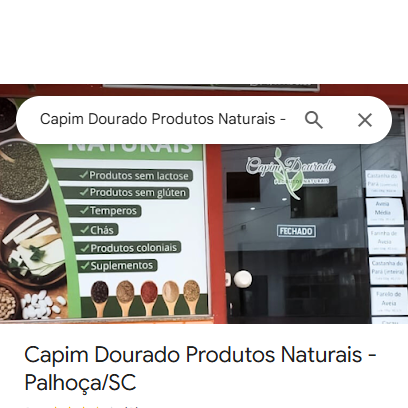 Capim Dourado Produtos Naturais -
NATURAIS
Produtos sem lactose
Produtos sem glúten
Temperos
Chás
Produtos coloniais
Suplementos
Capim Dourado
FECHADO
Castanha do
Pará
Aveia
Média
Farinha de
Aveia
Castanha do
Pará
Farelo de
Aveia
Capim Dourado Produtos Naturais -
Palhoça/SC